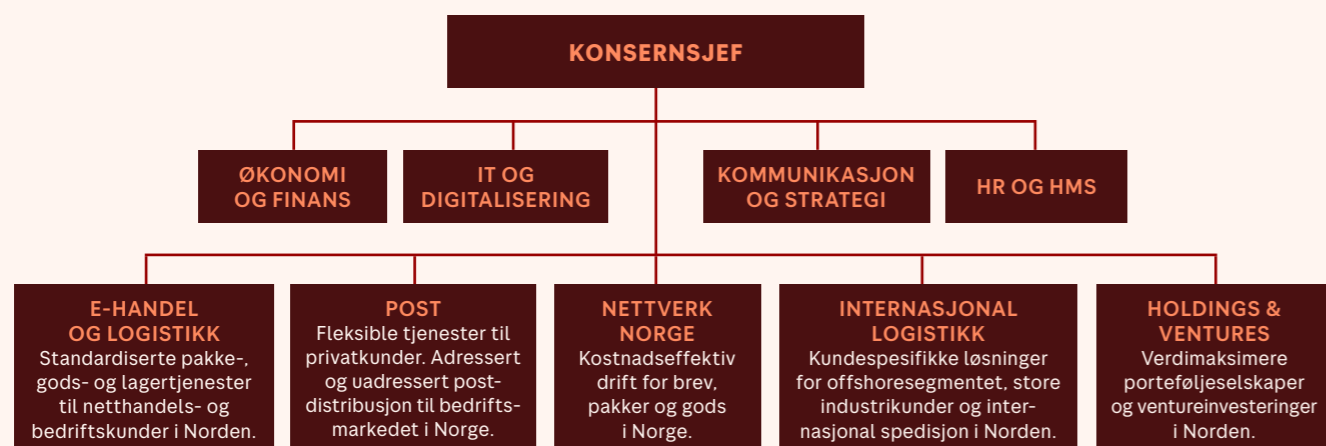 KONSERNSJEF
ØKONOMI
OG FINANS
IT OG
DIGITALISERING
KOMMUNIKASJON
OG STRATEGI
HR OG HMS
E-HANDEL
OG LOGISTIKK
Standardiserte pakke-,
gods- og lagertjenester
til netthandels- og
bedriftskunder i Norden.
POST
Fleksible tjenester til
privatkunder. Adressert
og uadressert post-
distribusjon til bedrifts-
markedet i Norge.
NETTVERK
NORGE
Kostnadseffektiv
drift for brev,
pakker og gods
i Norge.
INTERNASJONAL
LOGISTIKK
Kundespesifikke løsninger
for offshoresegmentet, store
industrikunder og inter-
nasjonal spedisjon i Norden.
HOLDINGS &
VENTURES
Verdimaksimere
porteføljeselskaper
og ventureinvesteringer
i Norden.